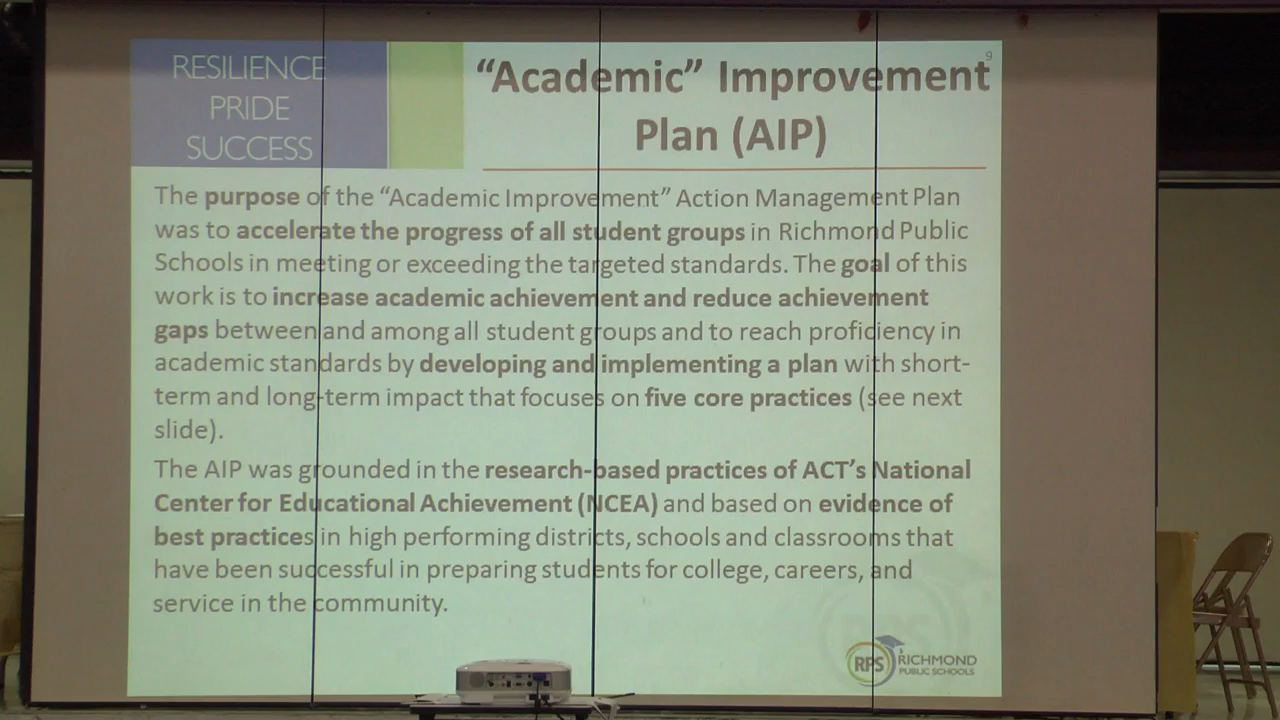 RESILIENCE
PRIDE
SUCCESS
9
“Academic” Improvement
Plan (AIP)
The purpose of the “Academic Improvement” Action Management Plan
was to accelerate the progress of all student groups in Richmond Public
Schools in meeting or exceeding the targeted standards. The goal of this
work is to increase academic achievement and reduce achievement
gaps between and among all student groups and to reach proficiency in
academic standards by developing and implementing a plan with short-
term and long-term impact that focuses on five core practices (see next
slide).
The AIP was grounded in the research-based practices of ACT’s National
Center for Educational Achievement (NCEA) and based on evidence of
best practices in high performing districts, schools and classrooms that
have been successful in preparing students for college, careers, and
service in the community.
RPS
RPS
RICHMOND
PUBLIC SCHOOLS